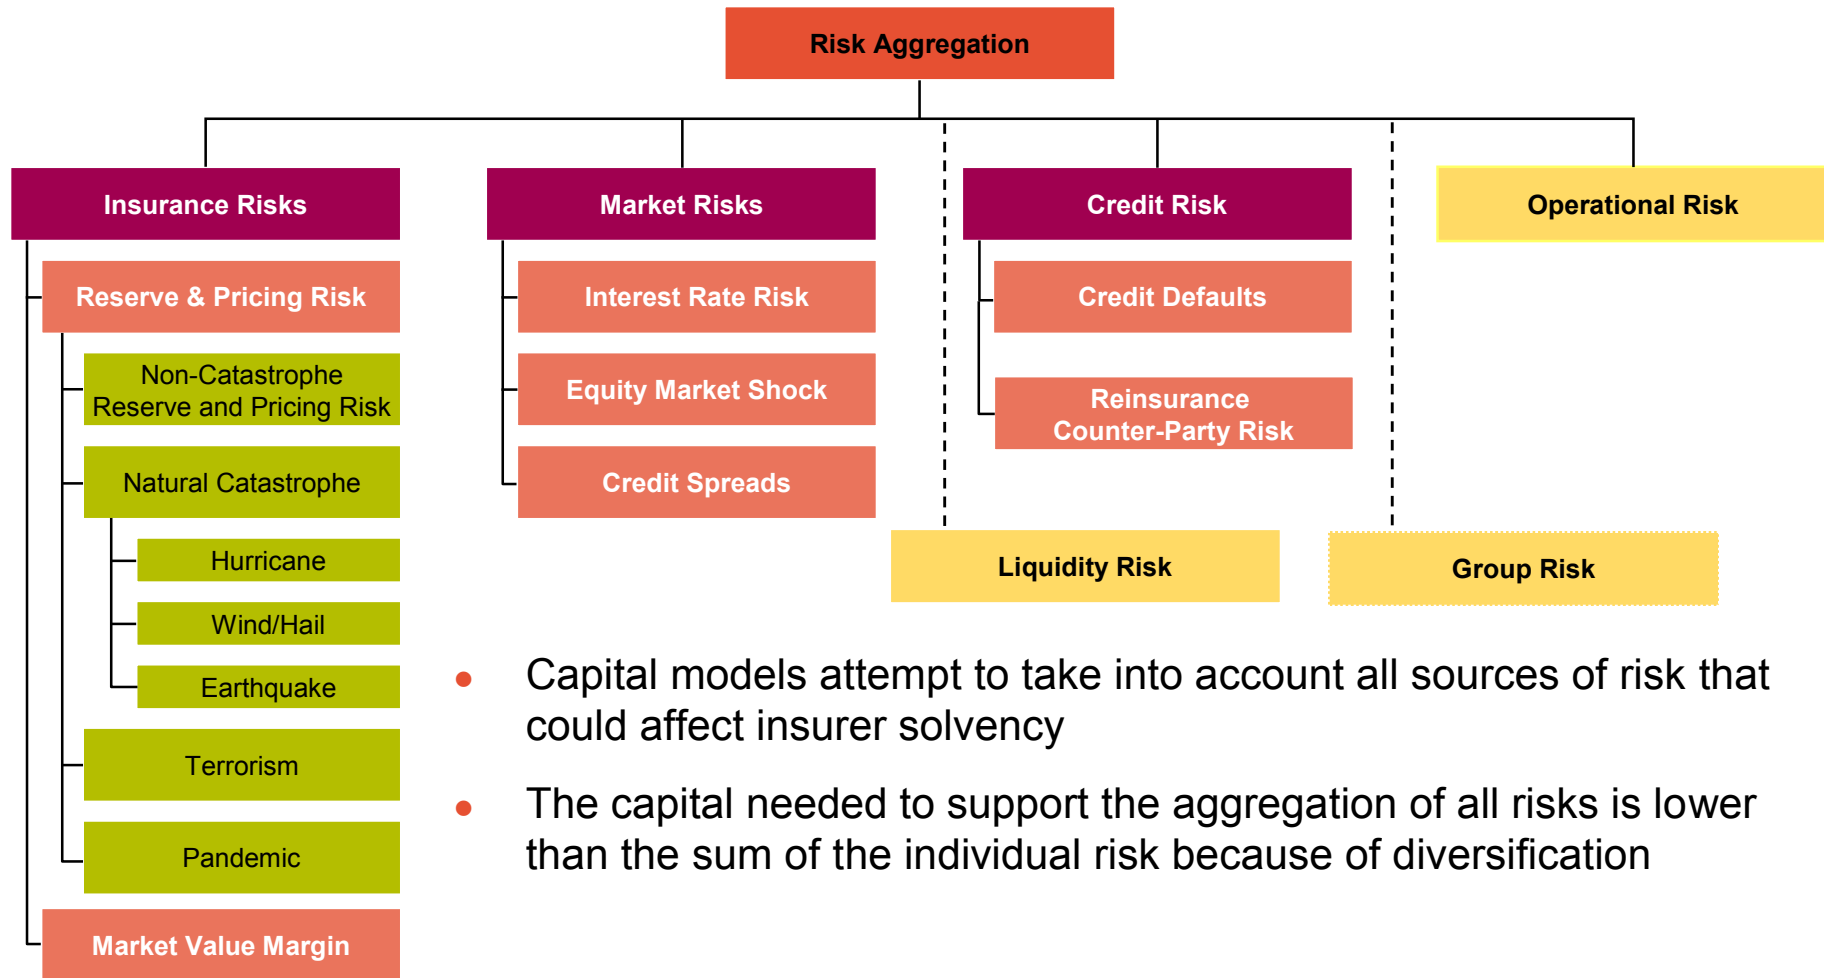 Risk Aggregation
Insurance Risks
Reserve & Pricing Risk
Non-Catastrophe
Reserve and Pricing Risk
Natural Catastrophe
Hurricane
Wind/Hail
Earthquake
Terrorism
Pandemic
Market Value Margin
Market Risks
Interest Rate Risk
Equity Market Shock
Credit Spreads
Credit Risk
Credit Defaults
Reinsurance
Counter-Party Risk
Operational Risk
Liquidity Risk
Group Risk
• Capital models attempt to take into account all sources of risk that
could affect insurer solvency
• The capital needed to support the aggregation of all risks is lower
than the sum of the individual risk because of diversification